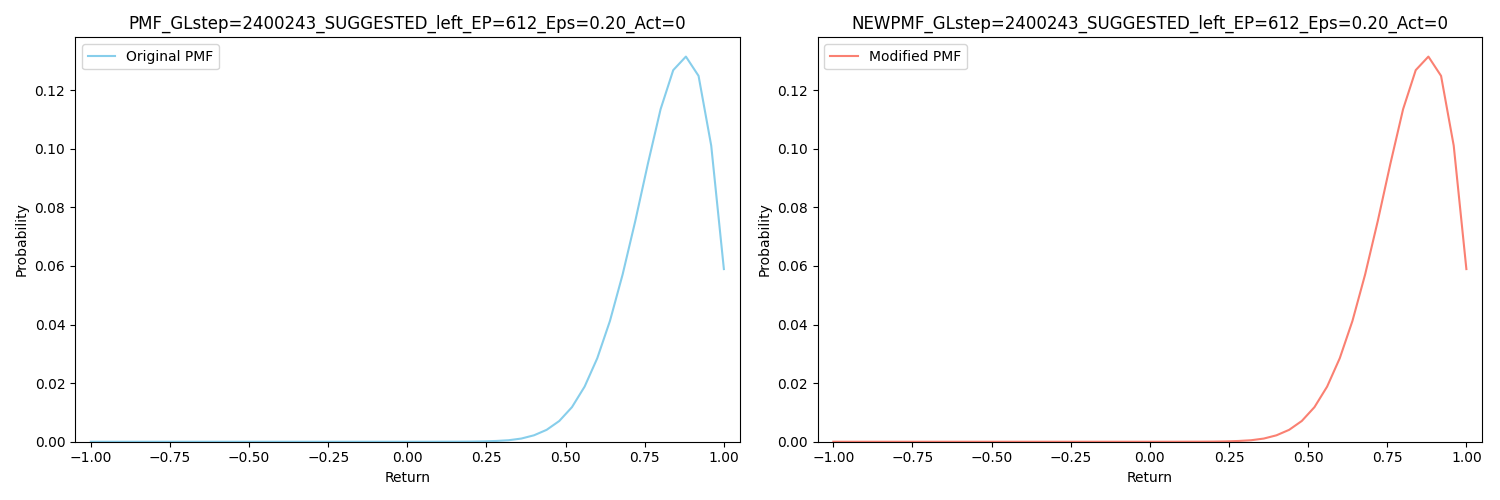 PMF_GLstep=2400243_SUGGESTED_left_EP=612_Eps=0.20_Act=0
Original PMF
Probability
0.12
0.10
0.08
0.06
0.04
0.02
0.00
−1.00 −0.75 −0.50 −0.25 0.00 0.25 0.50 0.75 1.00
Return
NEWPMF_GLstep=2400243_SUGGESTED_left_EP=612_Eps=0.20_Act=0
Modified PMF
Probability
0.12
0.10
0.08
0.06
0.04
0.02
0.00
−1.00 −0.75 −0.50 −0.25 0.00 0.25 0.50 0.75 1.00
Return